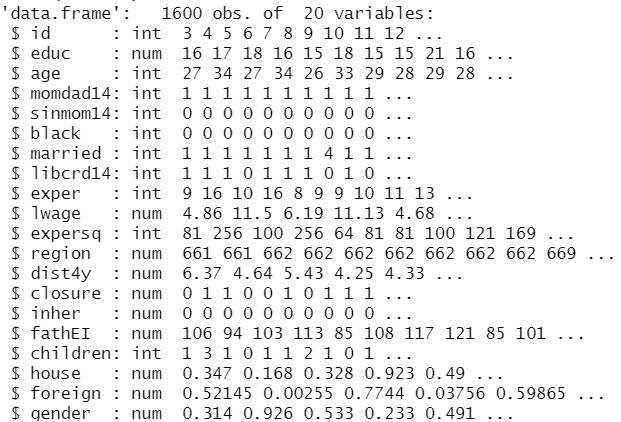 'data.frame':   1600 obs. of  20 variables:
 $ id      : int  3 4 5 6 7 8 9 10 11 12 ...
 $ educ    : num  16 17 18 16 15 18 15 15 21 16 ...
 $ age     : int  27 34 27 34 26 33 29 28 29 28 ...
 $ momdad14: int  1 1 1 1 1 1 1 1 1 1 ...
 $ sinmom14: int  0 0 0 0 0 0 0 0 0 0 ...
 $ black   : int  0 0 0 0 0 0 0 0 0 0 ...
 $ married : int  1 1 1 1 1 1 1 4 1 1 ...
 $ libcrd14: int  1 1 1 0 1 1 1 0 1 0 ...
 $ exper   : int  9 16 10 16 8 9 9 10 11 13 ...
 $ lwage   : num  4.86 11.5 6.19 11.13 4.68 ...
 $ expersq : int  81 256 100 256 64 81 81 100 121 169 ...
 $ region  : num  661 661 662 662 662 662 662 662 662 669 ...
 $ dist4y  : num  6.37 4.64 5.43 4.25 4.33 ...
 $ closure : num  0 1 1 0 0 1 0 1 1 1 ...
 $ inher   : num  0 0 0 0 0 0 0 0 0 0 ...
 $ fathEI  : num  106 94 103 113 85 108 117 121 85 101 ...
 $ children: int  1 3 1 0 1 1 2 1 0 1 ...
 $ house   : num  0.347 0.168 0.328 0.923 0.49 ...
 $ foreign : num  0.52145 0.00255 0.7744 0.03756 0.59865 ...
 $ gender  : num  0.314 0.926 0.533 0.233 0.491 ...